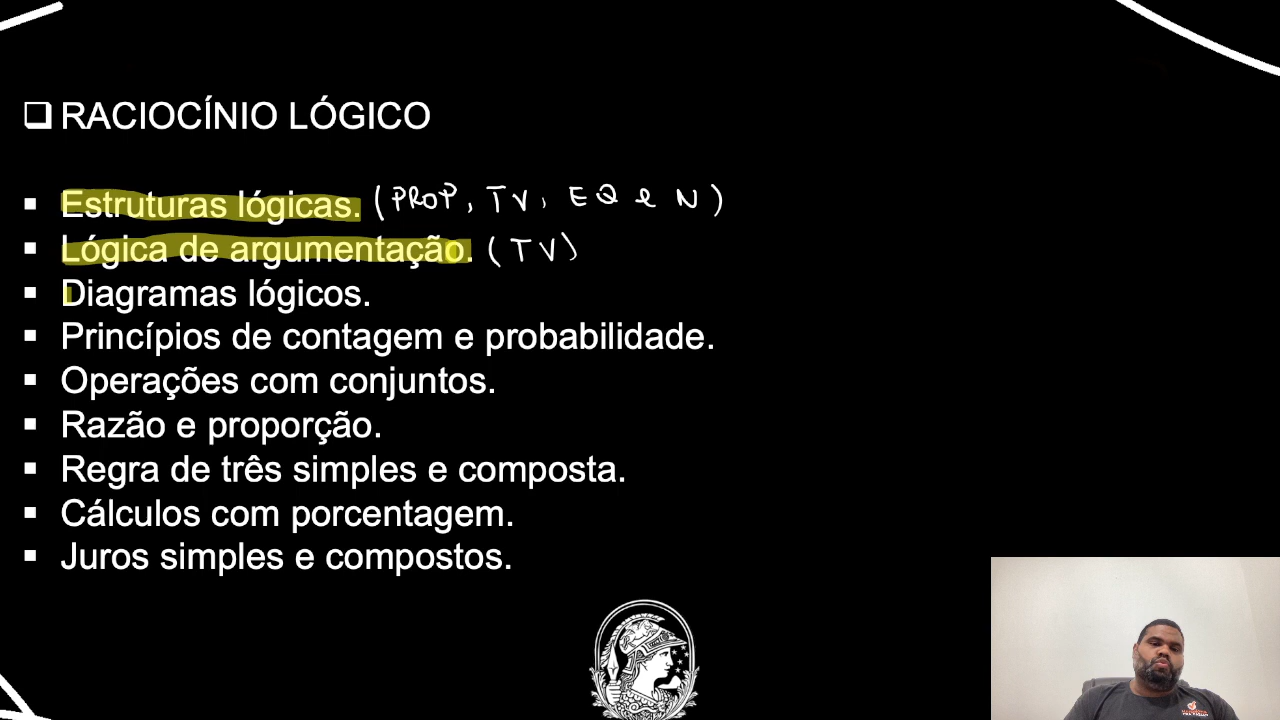 RACIOCÍNIO LÓGICO
Estruturas lógicas. (PROP, TV, EQ e N)
Lógica de argumentação. (TV)
Diagramas lógicos.
Princípios de contagem e probabilidade.
Operações com conjuntos.
Razão e proporção.
Regra de três simples e composta.
Cálculos com porcentagem.
Juros simples e compostos.